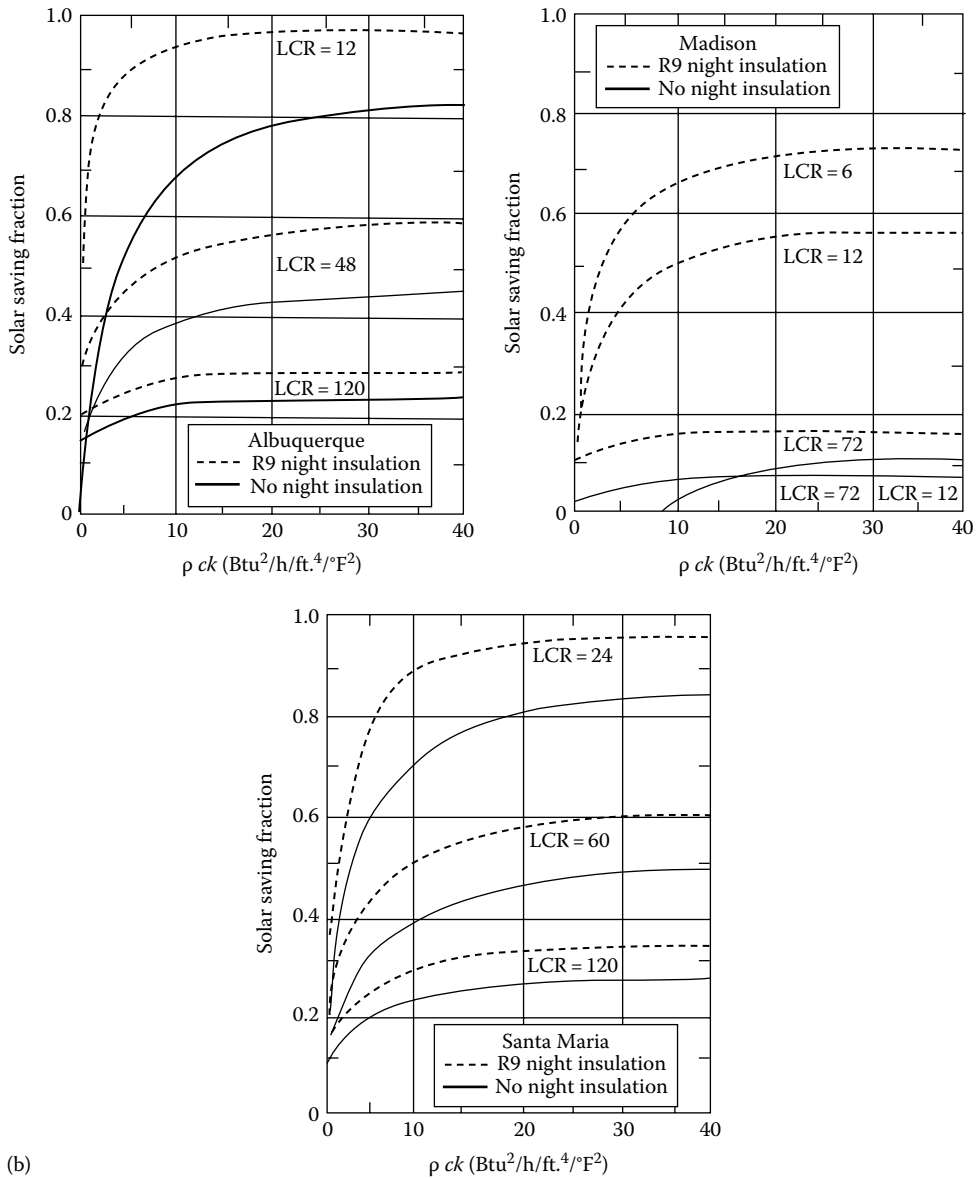 1.0
0.8
0.6
0.4
0.2
0
Solar saving fraction
LCR = 12
LCR = 48
LCR = 120
Albuquerque
R9 night insulation
No night insulation
0 10 20 30 40
ρ ck (Btu²/h/ft.⁴/°F²)
1.0
0.8
0.6
0.4
0.2
0
Solar saving fraction
Madison
R9 night insulation
No night insulation
LCR = 6
LCR = 12
LCR = 72
LCR = 72 LCR = 12
0 10 20 30 40
ρ ck (Btu²/h/ft.⁴/°F²)
1.0
0.8
0.6
0.4
0.2
0
Solar saving fraction
LCR = 24
LCR = 60
LCR = 120
Santa Maria
R9 night insulation
No night insulation
0 10 20 30 40
ρ ck (Btu²/h/ft.⁴/°F²)
(b)